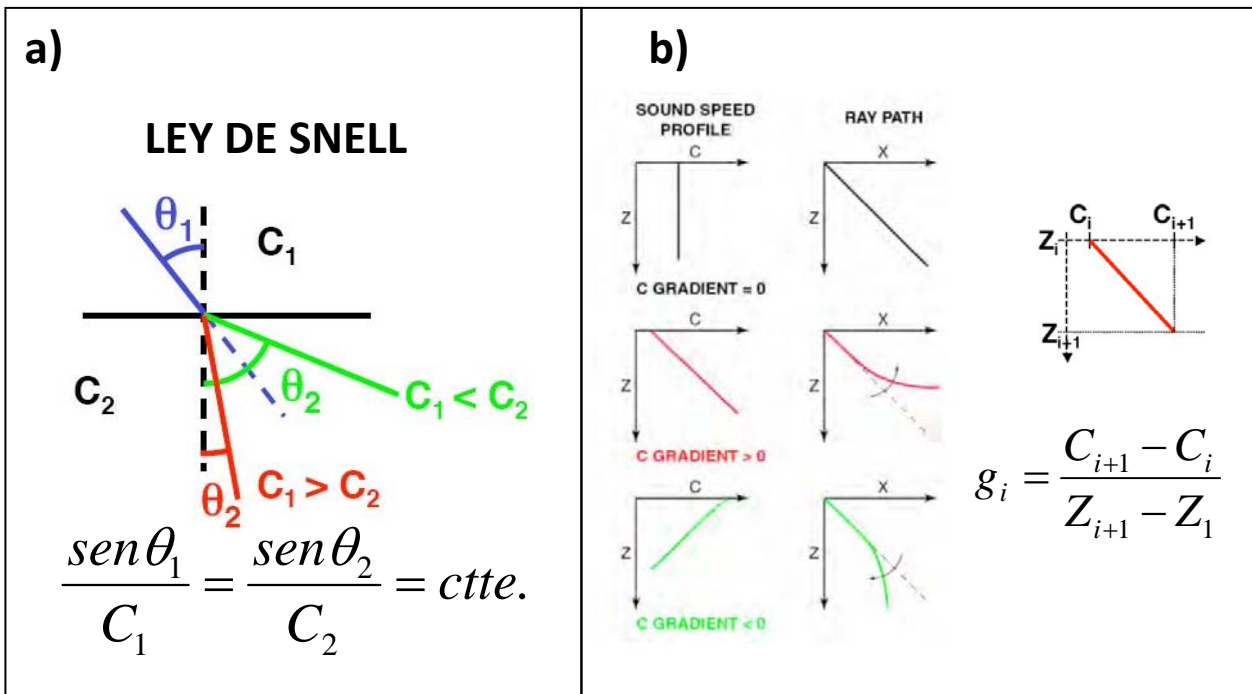 a)
LEY DE SNELL
θ1
C1
C2
θ2
C1 < C2
θ2
C1 > C2
senθ1 / C1 = senθ2 / C2 = ctte.
b)
SOUND SPEED
PROFILE
RAY PATH
C
X
Z
Z
C GRADIENT = 0
C
X
Z
Z
C GRADIENT > 0
C
X
Z
Z
C GRADIENT < 0
Ci
Ci+1
Zi
Zi+1
gi = Ci+1 − Ci / Zi+1 − Z1